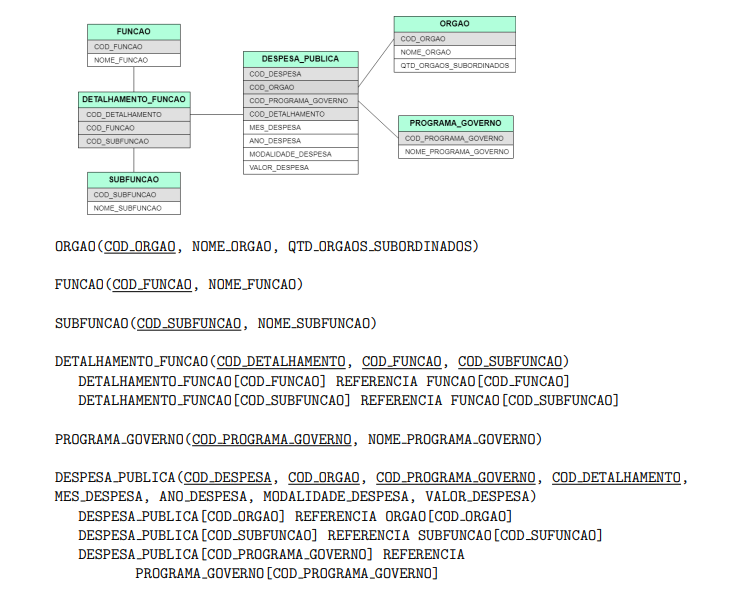 FUNCAO
COD_FUNCAO
NOME_FUNCAO
DETALHAMENTO_FUNCAO
COD_DETALHAMENTO
COD_FUNCAO
COD_SUBFUNCAO
SUBFUNCAO
COD_SUBFUNCAO
NOME_SUBFUNCAO
DESPESA_PUBLICA
COD_DESPESA
COD_ORGAO
COD_PROGRAMA_GOVERNO
COD_DETALHAMENTO
MES_DESPESA
ANO_DESPESA
MODALIDADE_DESPESA
VALOR_DESPESA
ORGAO
COD_ORGAO
NOME_ORGAO
QTD_ORGAOS_SUBORDINADOS
PROGRAMA_GOVERNO
COD_PROGRAMA_GOVERNO
NOME_PROGRAMA_GOVERNO
ORGAO(COD_ORGAO, NOME_ORGAO, QTD_ORGAOS_SUBORDINADOS)
FUNCAO(COD_FUNCAO, NOME_FUNCAO)
SUBFUNCAO(COD_SUBFUNCAO, NOME_SUBFUNCAO)
DETALHAMENTO_FUNCAO(COD_DETALHAMENTO, COD_FUNCAO, COD_SUBFUNCAO)
DETALHAMENTO_FUNCAO[COD_FUNCAO] REFERENCIA FUNCAO[COD_FUNCAO]
DETALHAMENTO_FUNCAO[COD_SUBFUNCAO] REFERENCIA FUNCAO[COD_SUBFUNCAO]
PROGRAMA_GOVERNO(COD_PROGRAMA_GOVERNO, NOME_PROGRAMA_GOVERNO)
DESPESA_PUBLICA(COD_DESPESA, COD_ORGAO, COD_PROGRAMA_GOVERNO, COD_DETALHAMENTO,
MES_DESPESA, ANO_DESPESA, MODALIDADE_DESPESA, VALOR_DESPESA)
DESPESA_PUBLICA[COD_ORGAO] REFERENCIA ORGAO[COD_ORGAO]
DESPESA_PUBLICA[COD_SUBFUNCAO] REFERENCIA SUBFUNCAO[COD_SUFUNCAO]
DESPESA_PUBLICA[COD_PROGRAMA_GOVERNO] REFERENCIA
PROGRAMA_GOVERNO[COD_PROGRAMA_GOVERNO]